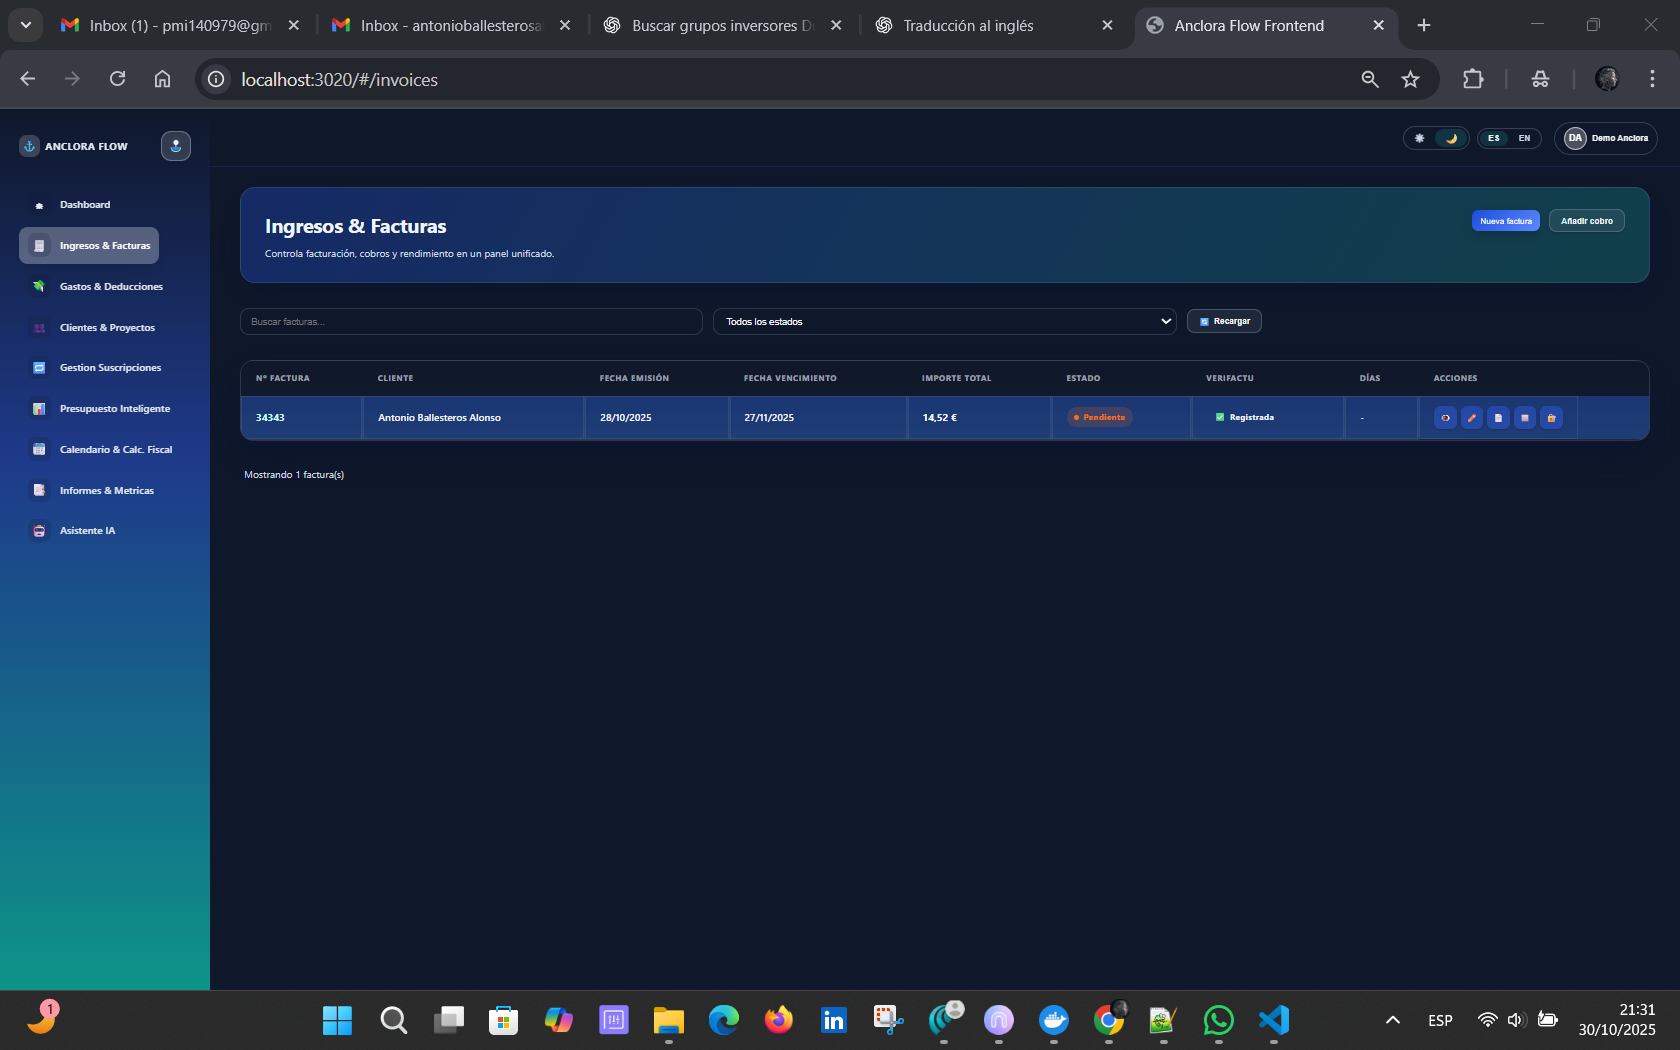 Inbox (1) - pmi140979@gm
Inbox - antonioballesterosa
Buscar grupos inversores D
Traducción al inglés
Anclora Flow Frontend
localhost:3020/#/invoices
ANCLORA FLOW
ES EN
DA Demo Anclora
Dashboard
Ingresos & Facturas
Gastos & Deducciones
Clientes & Proyectos
Gestion Suscripciones
Presupuesto Inteligente
Calendario & Calc. Fiscal
Informes & Metricas
Asistente IA
Ingresos & Facturas
Controla facturación, cobros y rendimiento en un panel unificado.
Nueva factura
Añadir cobro
Buscar facturas...
Todos los estados
Recargar
Nº FACTURA CLIENTE FECHA EMISIÓN FECHA VENCIMIENTO IMPORTE TOTAL ESTADO VERIFACTU DÍAS ACCIONES
34343 Antonio Ballesteros Alonso 28/10/2025 27/11/2025 14,52 € Pendiente Registrada -
Mostrando 1 factura(s)
1
ESP
21:31
30/10/2025